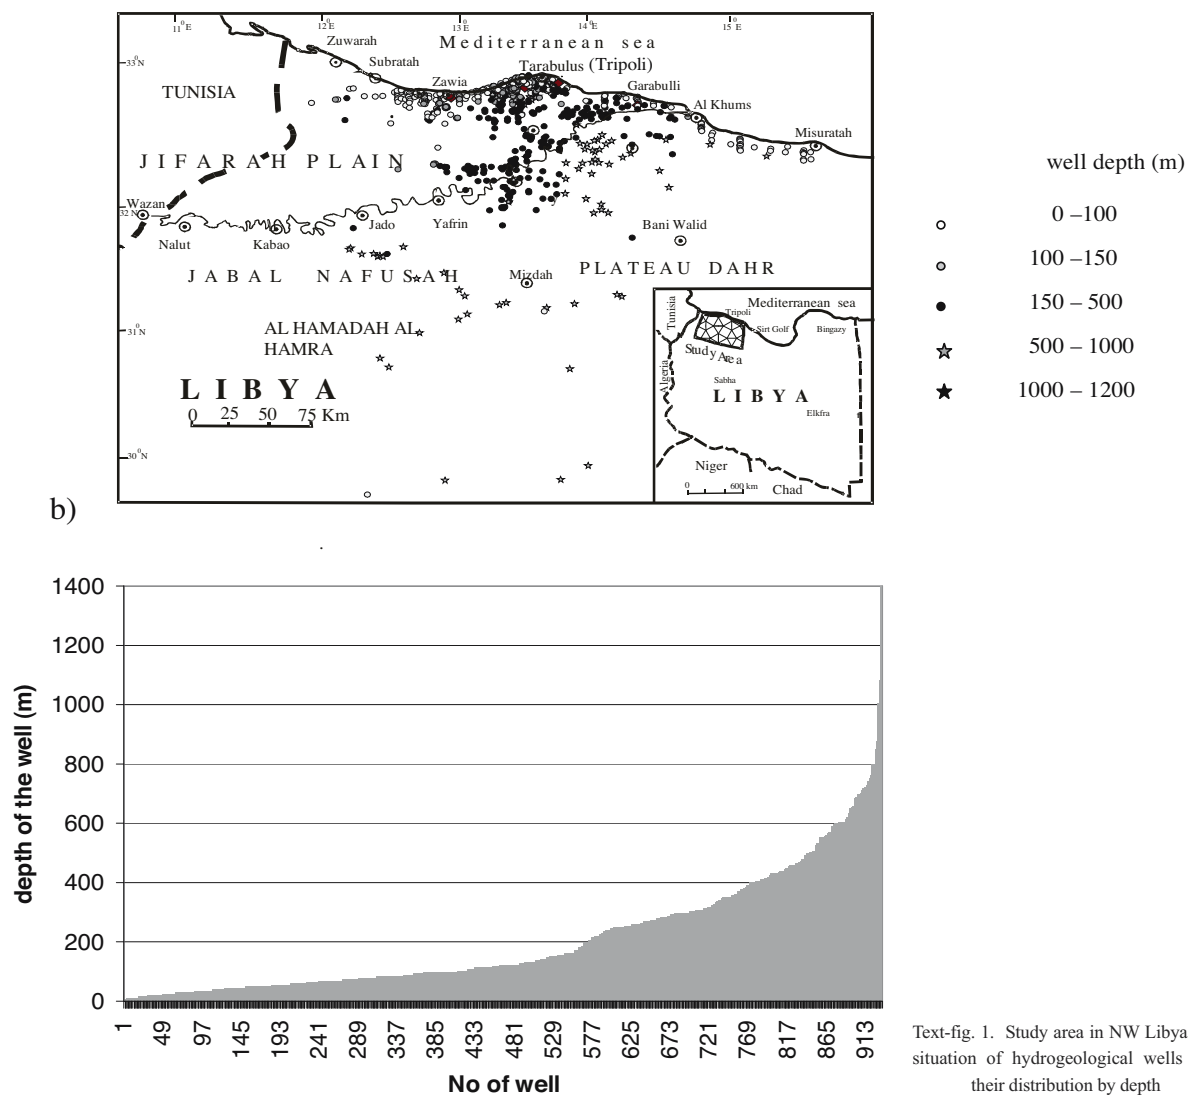 11°E 12°E 13°E 14°E 15°E
Zuwarah
Mediterranean sea
33°N
Subratah
Tarabulus (Tripoli)
TUNISIA
Zawia
Garabulli
Al Khums
Misuratah
JIFARAH PLAIN
Wazan
32°N
Nalut
Kabao
Jado
Yafrin
Bani Walid
JABAL NAFUSAH
Mizdah
PLATEAU DAHR
31°N
AL HAMADAH AL
HAMRA
LIBYA
0 25 50 75 Km
30°N
Tunisia
Mediterranean sea
Tripoli
Sirt Golf
Bingazy
Study Area
Algeria
Sabha
LIBYA
Elkfra
Niger
0 600 km
Chad
well depth (m)
0 – 100
100 – 150
150 – 500
500 – 1000
1000 – 1200
b)
1400
1200
1000
800
600
400
200
0
depth of the well (m)
1 49 97 145 193 241 289 337 385 433 481 529 577 625 673 721 769 817 865 913
No of well
Text-fig. 1. Study area in NW Libya
situation of hydrogeological wells
their distribution by depth